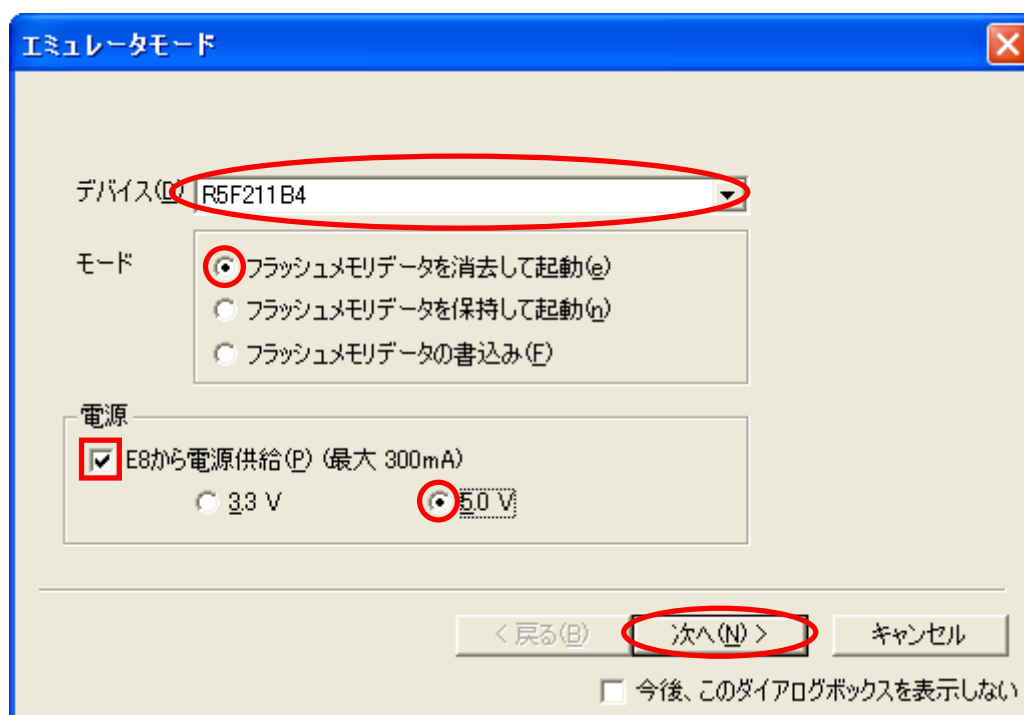 エミュレータモード
デバイス(D) R5F211B4
モード
フラッシュメモリデータを消去して起動(e)
フラッシュメモリデータを保持して起動(n)
フラッシュメモリデータの書込み(F)
電源
E8から電源供給(P) (最大 300mA)
3.3 V 5.0 V
< 戻る(B) 次へ(N) > キャンセル
今後、このダイアログボックスを表示しない